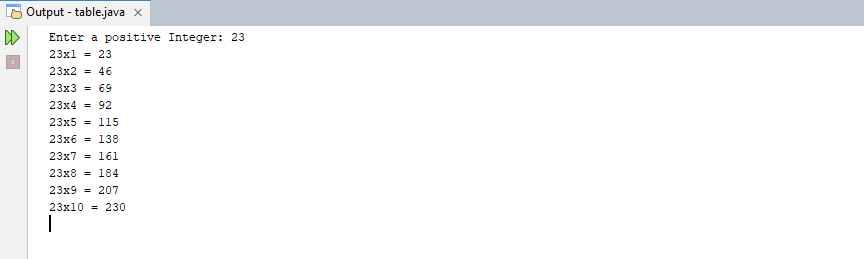 Output - table.java
Enter a positive Integer: 23
23x1 = 23
23x2 = 46
23x3 = 69
23x4 = 92
23x5 = 115
23x6 = 138
23x7 = 161
23x8 = 184
23x9 = 207
23x10 = 230